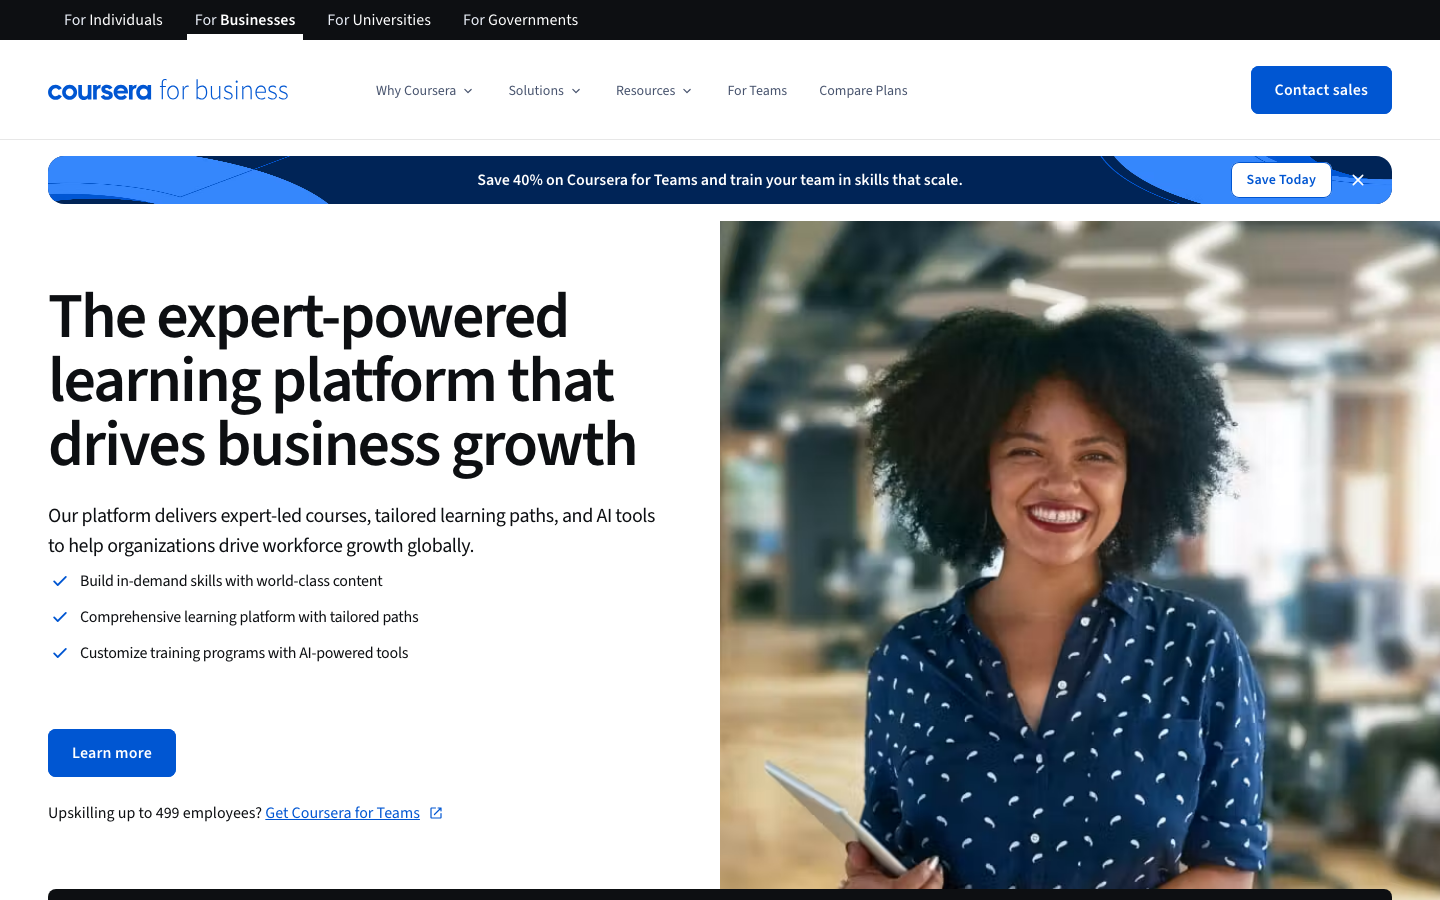 For Individuals
For Businesses
For Universities
For Governments
coursera for business
Why Coursera
Solutions
Resources
For Teams
Compare Plans
Contact sales
Save 40% on Coursera for Teams and train your team in skills that scale.
Save Today
The expert-powered
learning platform that
drives business growth
Our platform delivers expert-led courses, tailored learning paths, and AI tools
to help organizations drive workforce growth globally.
Build in-demand skills with world-class content
Comprehensive learning platform with tailored paths
Customize training programs with AI-powered tools
Learn more
Upskilling up to 499 employees? Get Coursera for Teams